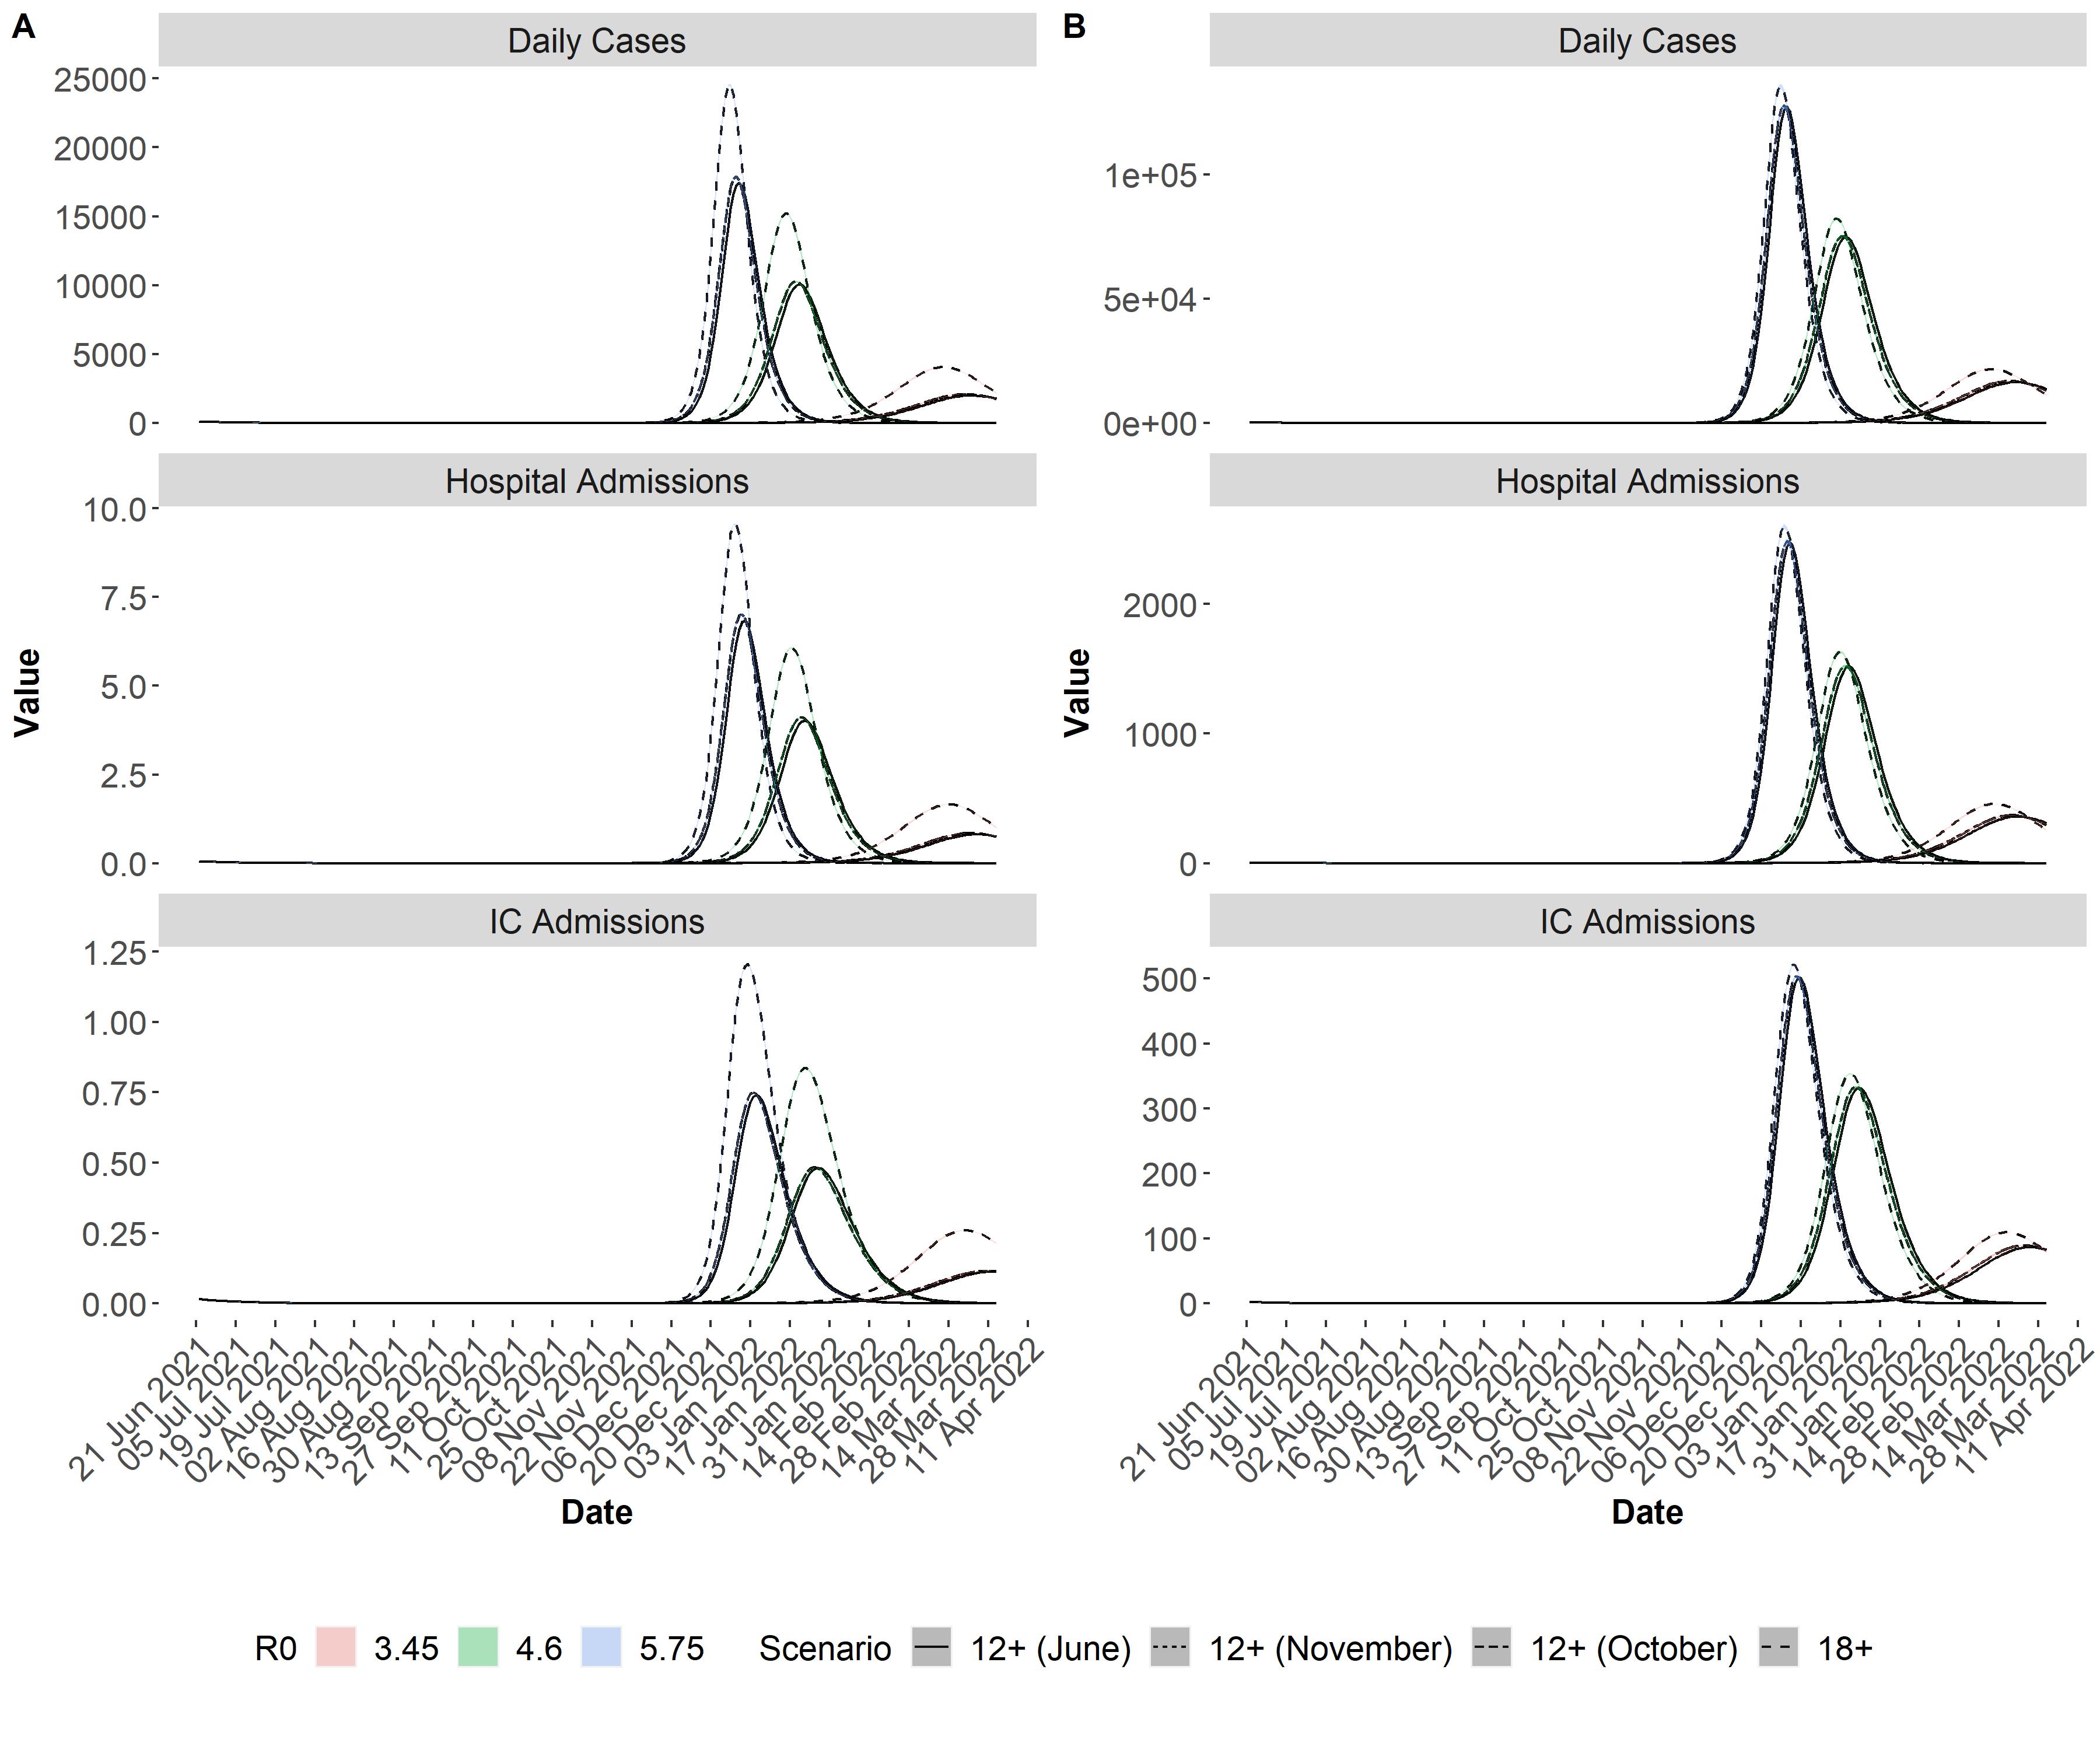 A
Daily Cases
25000
20000
15000
10000
5000
0
Hospital Admissions
10.0
7.5
5.0
2.5
0.0
IC Admissions
1.25
1.00
0.75
0.50
0.25
0.00
Value
21 Jun 2021
05 Jul 2021
19 Jul 2021
02 Aug 2021
16 Aug 2021
30 Aug 2021
13 Sep 2021
27 Sep 2021
11 Oct 2021
25 Oct 2021
08 Nov 2021
22 Nov 2021
06 Dec 2021
20 Dec 2021
03 Jan 2022
17 Jan 2022
31 Jan 2022
14 Feb 2022
28 Feb 2022
14 Mar 2022
28 Mar 2022
11 Apr 2022
Date
B
Daily Cases
1e+05
5e+04
0e+00
Hospital Admissions
2000
1000
0
IC Admissions
500
400
300
200
100
0
Value
21 Jun 2021
05 Jul 2021
19 Jul 2021
02 Aug 2021
16 Aug 2021
30 Aug 2021
13 Sep 2021
27 Sep 2021
11 Oct 2021
25 Oct 2021
08 Nov 2021
22 Nov 2021
06 Dec 2021
20 Dec 2021
03 Jan 2022
17 Jan 2022
31 Jan 2022
14 Feb 2022
28 Feb 2022
14 Mar 2022
28 Mar 2022
11 Apr 2022
Date
R0 3.45 4.6 5.75 Scenario 12+ (June) 12+ (November) 12+ (October) 18+